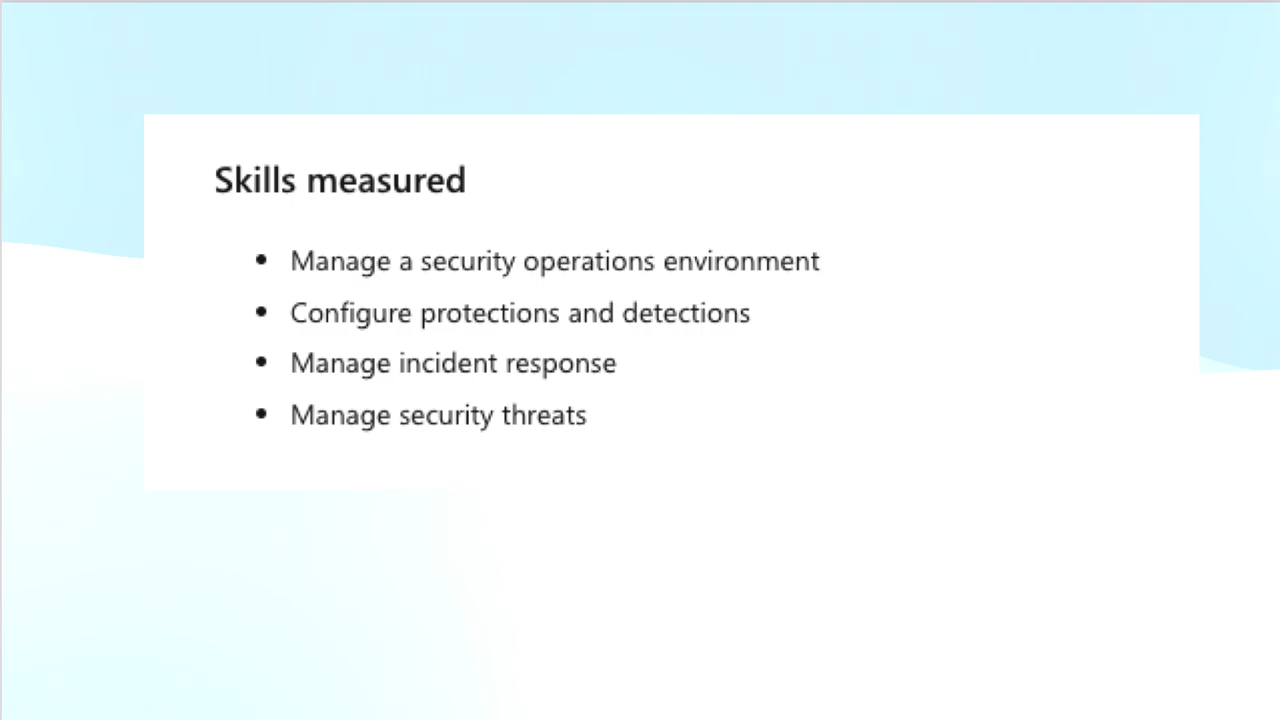 Skills measured
• Manage a security operations environment
• Configure protections and detections
• Manage incident response
• Manage security threats